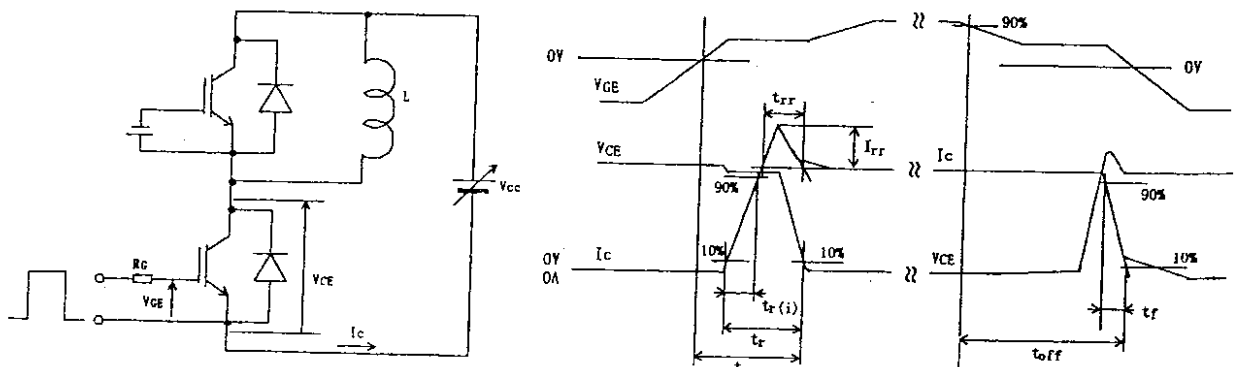 L
Vcc
RG
VGE
VCE
Ic
0V
VGE
90%
0V
trr
Irr
VCE
Ic
90%
90%
10%
10%
10%
0V
0A
Ic
VCE
tr(i)
tr
tf
toff